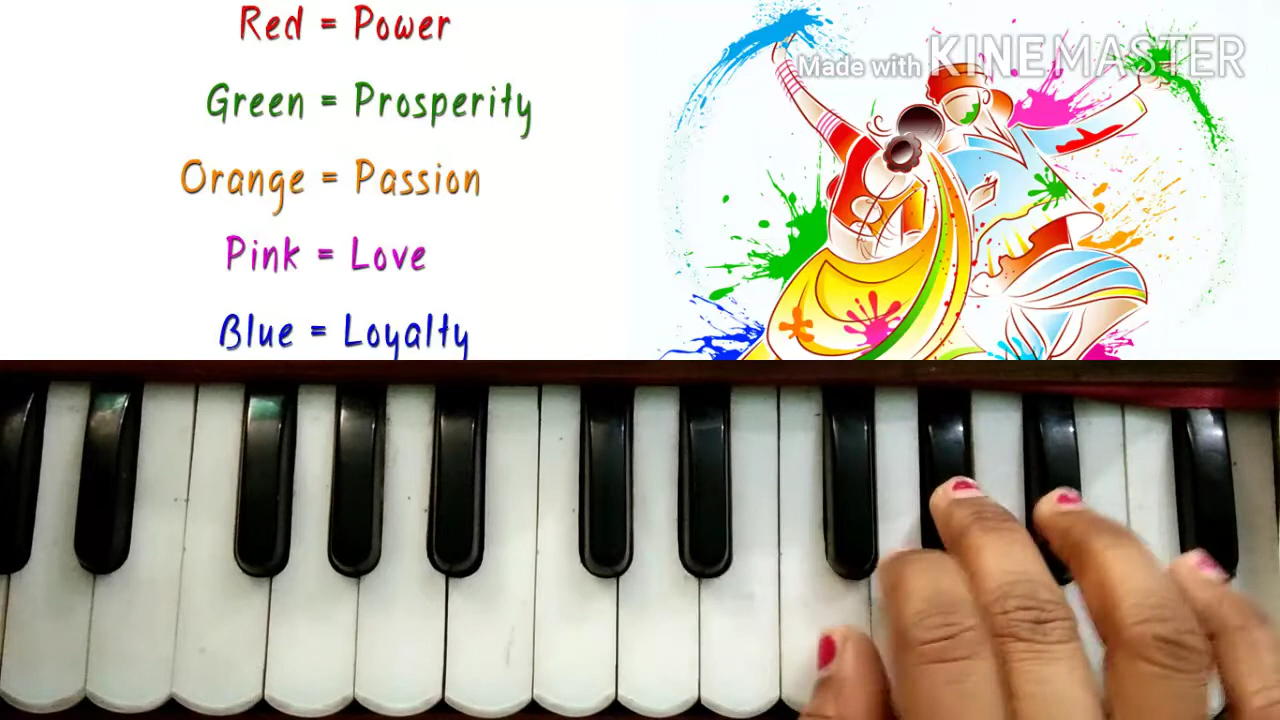 Red = Power
Made with KINEMASTER
Green = Prosperity
Orange = Passion
Pink = Love
Blue = Loyalty